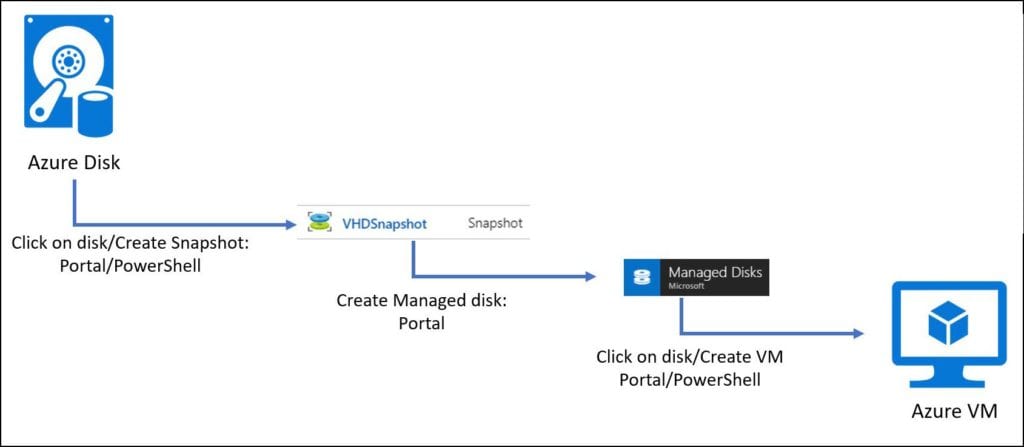 Azure Disk
Click on disk/Create Snapshot:
Portal/PowerShell
VHDSnapshot Snapshot
Create Managed disk:
Portal
Managed Disks
Microsoft
Click on disk/Create VM
Portal/PowerShell
Azure VM